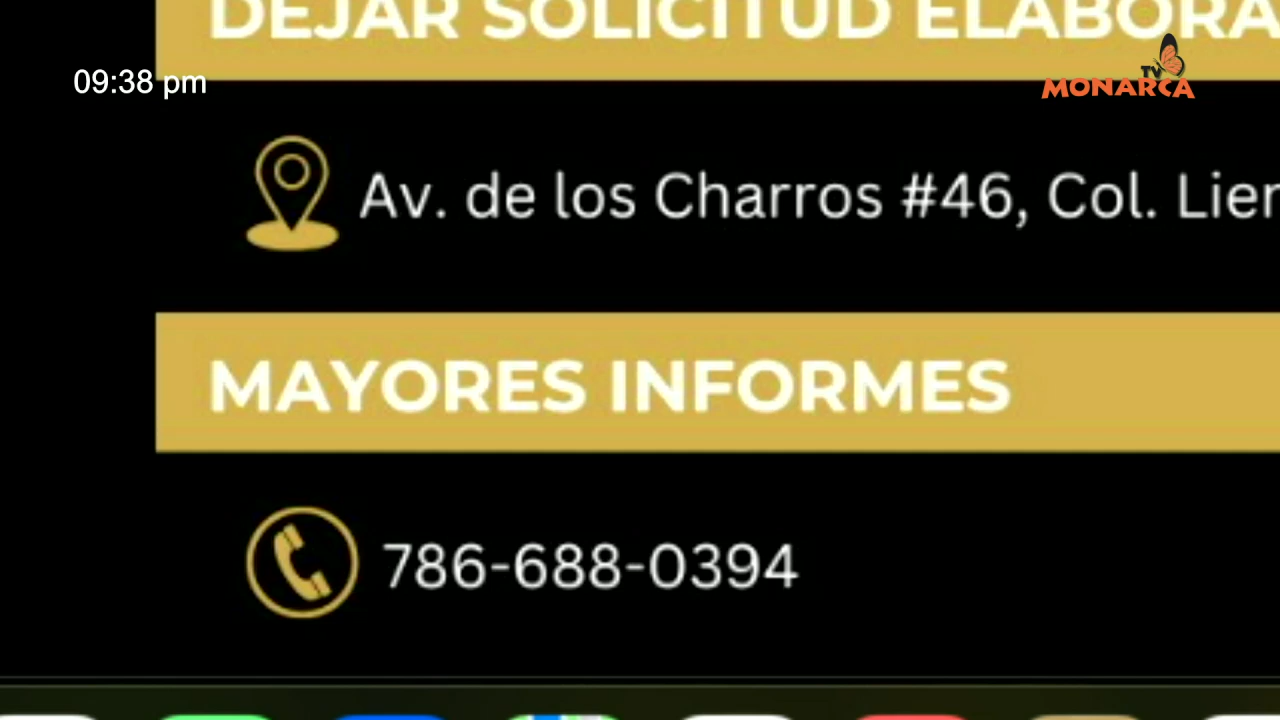 DEJAR SOLICITUD ELABORA
09:38 pm
TV
MONARCA
Av. de los Charros #46, Col. Lien
MAYORES INFORMES
786-688-0394